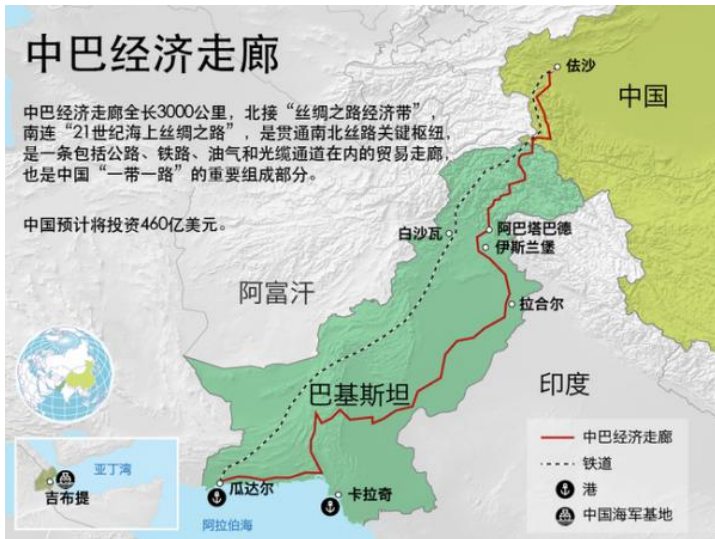 中巴经济走廊
中巴经济走廊全长3000公里，北接“丝绸之路经济带”，
南连“21世纪海上丝绸之路”，是贯通南北丝路关键枢纽，
是一条包括公路、铁路、油气和光缆通道在内的贸易走廊，
也是中国“一带一路”的重要组成部分。
中国预计将投资460亿美元。
佉沙
中国
白沙瓦
阿巴塔巴德
伊斯兰堡
阿富汗
拉合尔
巴基斯坦
印度
中巴经济走廊
铁道
港
中国海军基地
亚丁湾
吉布提
瓜达尔
卡拉奇
阿拉伯海